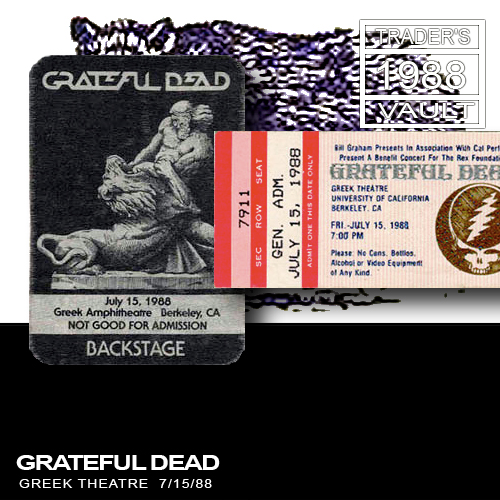 TRADER'S
1988
VAULT
GRATEFUL DEAD
July 15, 1988
Greek Amphitheatre Berkeley, CA
NOT GOOD FOR ADMISSION
BACKSTAGE
7911
SEC ROW SEAT
GEN. ADM.
JULY 15, 1988
ADMIT ONE THIS DATE ONLY
Bill Graham Presents In Association With Cal Perf
Present A Benefit Concert For The Rex Foundati
GRATEFUL DEA
GREEK THEATRE
UNIVERSITY OF CALIFORNIA
BERKELEY, CA
FRI.-JULY 15, 1988
7:00 PM
Please: No Cans, Bottles,
Alcohol or Video Equipment
of Any Kind.
GRATEFUL DEAD
GREEK THEATRE 7/15/88